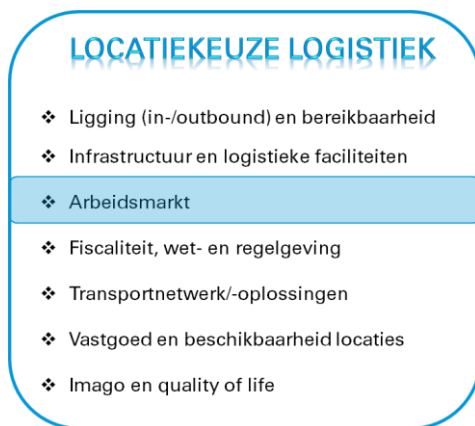 LOCATIEKEUZE LOGISTIEK
❖ Ligging (in-/outbound) en bereikbaarheid
❖ Infrastructuur en logistieke faciliteiten
❖ Arbeidsmarkt
❖ Fiscaliteit, wet- en regelgeving
❖ Transportnetwerk/-oplossingen
❖ Vastgoed en beschikbaarheid locaties
❖ Imago en quality of life